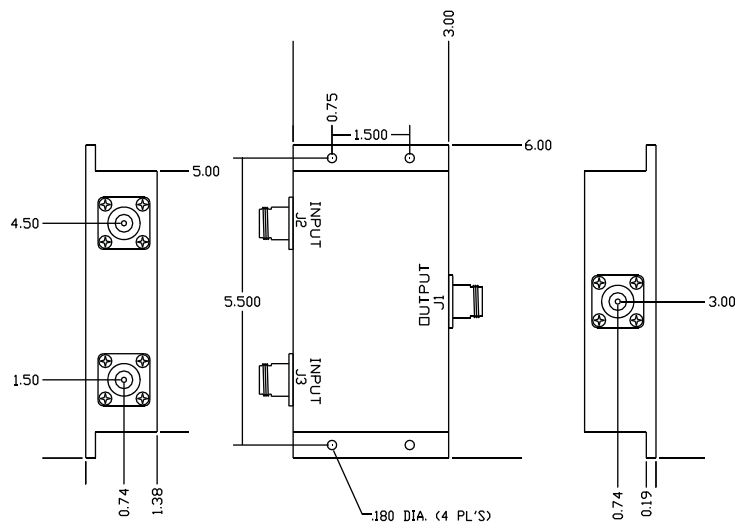 3.00
0.75
1.500
6.00
5.00
4.50
INPUT
J2
OUTPUT
J1
5.500
3.00
1.50
INPUT
J3
0.74
1.38
0.74
0.19
.180 DIA. (4 PL'S)